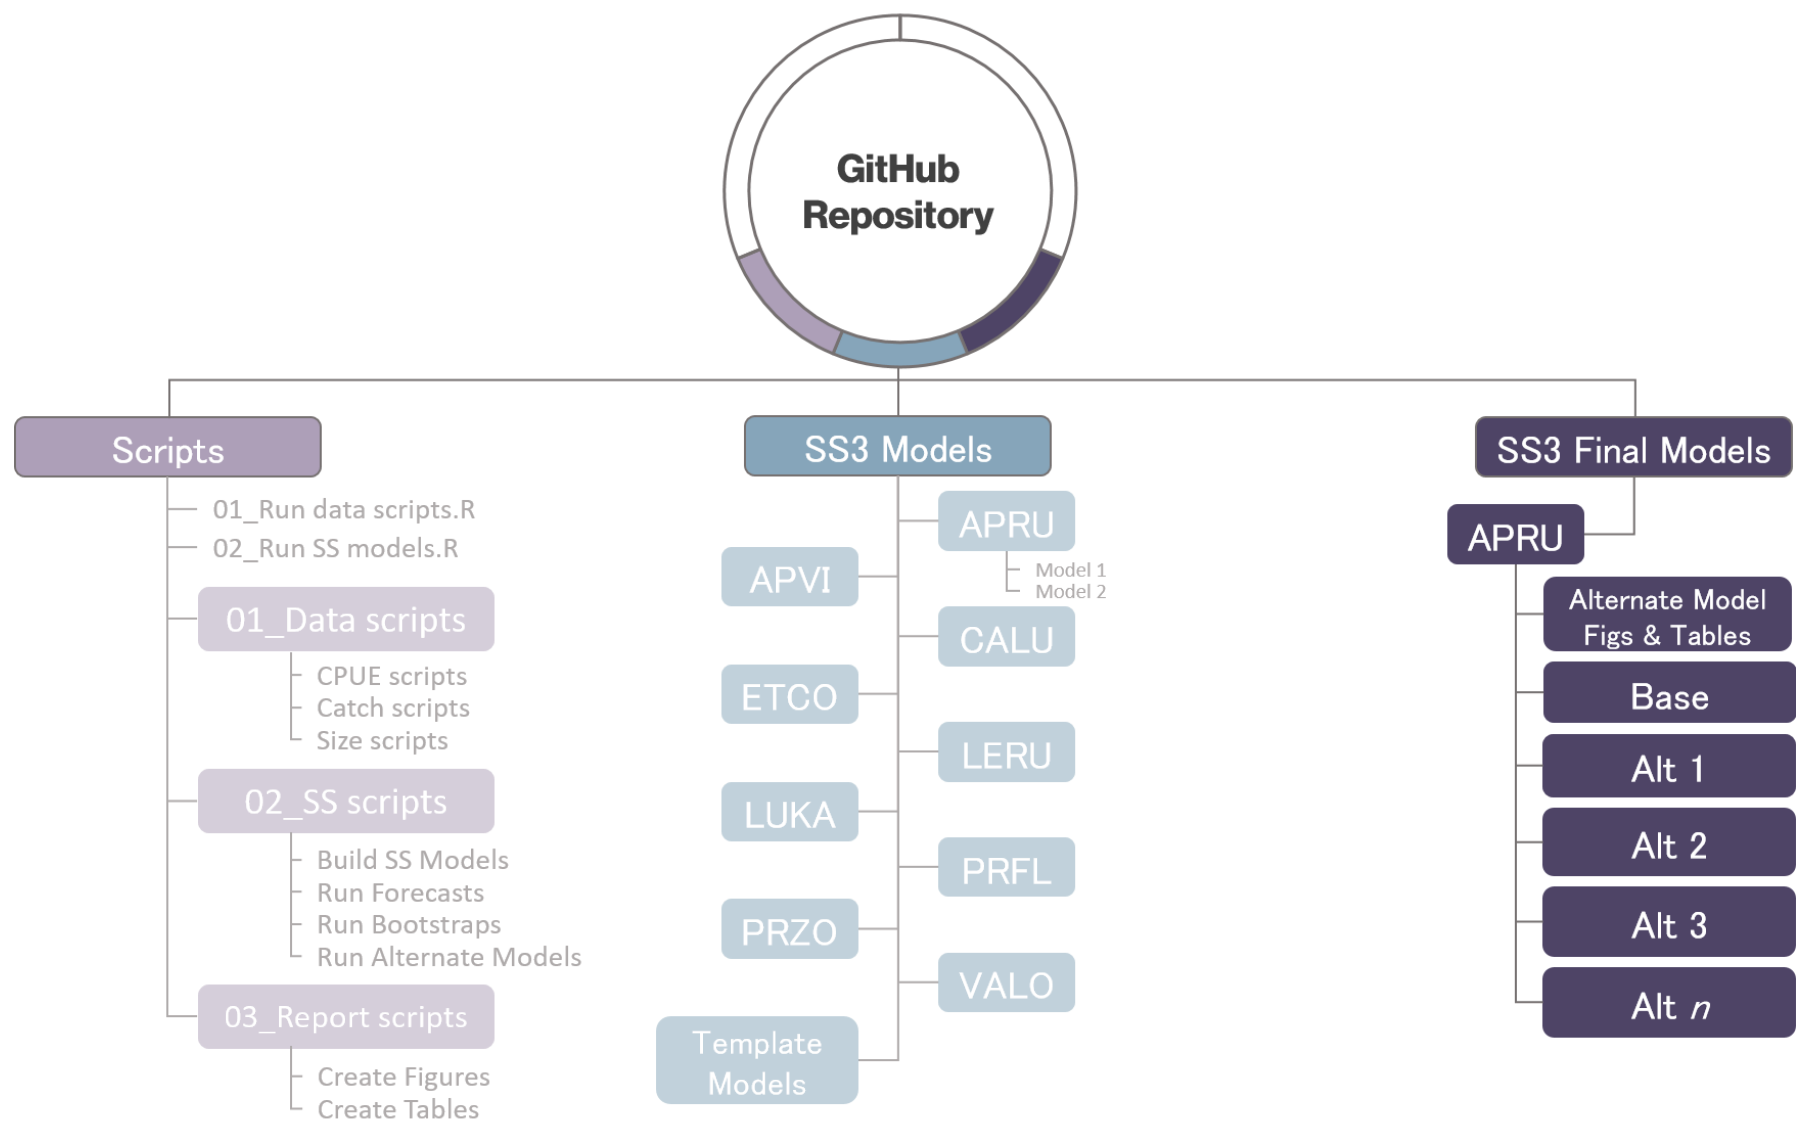 GitHub
Repository
Scripts
01_Run data scripts.R
02_Run SS models.R
01_Data scripts
CPUE scripts
Catch scripts
Size scripts
02_SS scripts
Build SS Models
Run Forecasts
Run Bootstraps
Run Alternate Models
03_Report scripts
Create Figures
Create Tables
SS3 Models
APRU
Model 1
Model 2
APVI
CALU
ETCO
LERU
LUKA
PRFL
PRZO
VALO
Template
Models
SS3 Final Models
APRU
Alternate Model
Figs & Tables
Base
Alt 1
Alt 2
Alt 3
Alt n